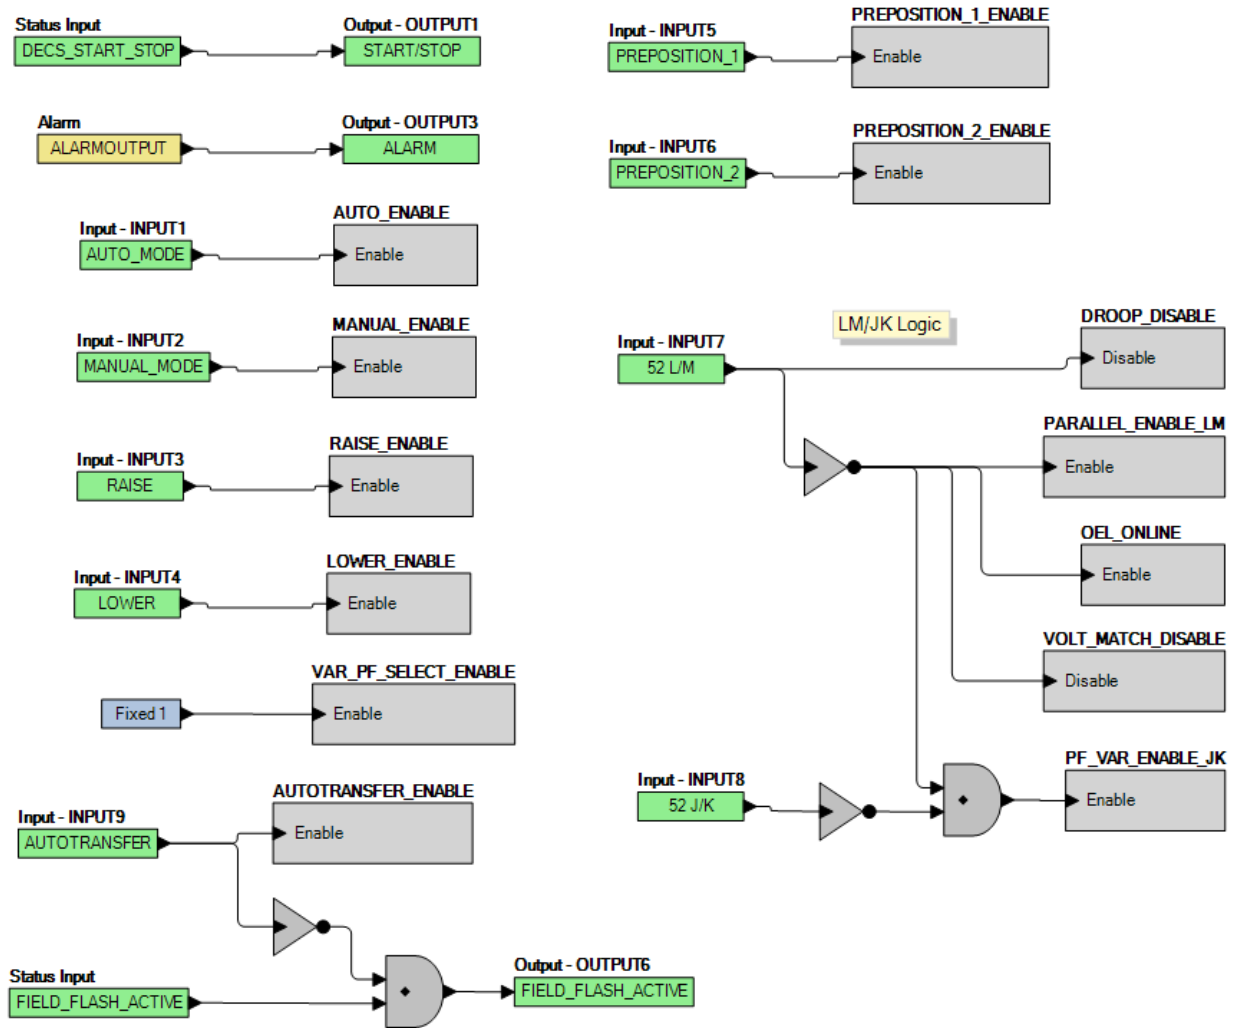 Status Input
DECS_START_STOP
Output - OUTPUT1
START/STOP
Alarm
ALARMOUTPUT
Output - OUTPUT3
ALARM
Input - INPUT1
AUTO_MODE
AUTO_ENABLE
Enable
Input - INPUT2
MANUAL_MODE
MANUAL_ENABLE
Enable
Input - INPUT3
RAISE
RAISE_ENABLE
Enable
Input - INPUT4
LOWER
LOWER_ENABLE
Enable
Fixed 1
VAR_PF_SELECT_ENABLE
Enable
Input - INPUT9
AUTOTRANSFER
AUTOTRANSFER_ENABLE
Enable
Status Input
FIELD_FLASH_ACTIVE
Output - OUTPUT6
FIELD_FLASH_ACTIVE
Input - INPUT5
PREPOSITION_1
PREPOSITION_1_ENABLE
Enable
Input - INPUT6
PREPOSITION_2
PREPOSITION_2_ENABLE
Enable
LM/JK Logic
Input - INPUT7
52 L/M
DROOP_DISABLE
Disable
PARALLEL_ENABLE_LM
Enable
OEL_ONLINE
Enable
VOLT_MATCH_DISABLE
Disable
Input - INPUT8
52 J/K
PF_VAR_ENABLE_JK
Enable